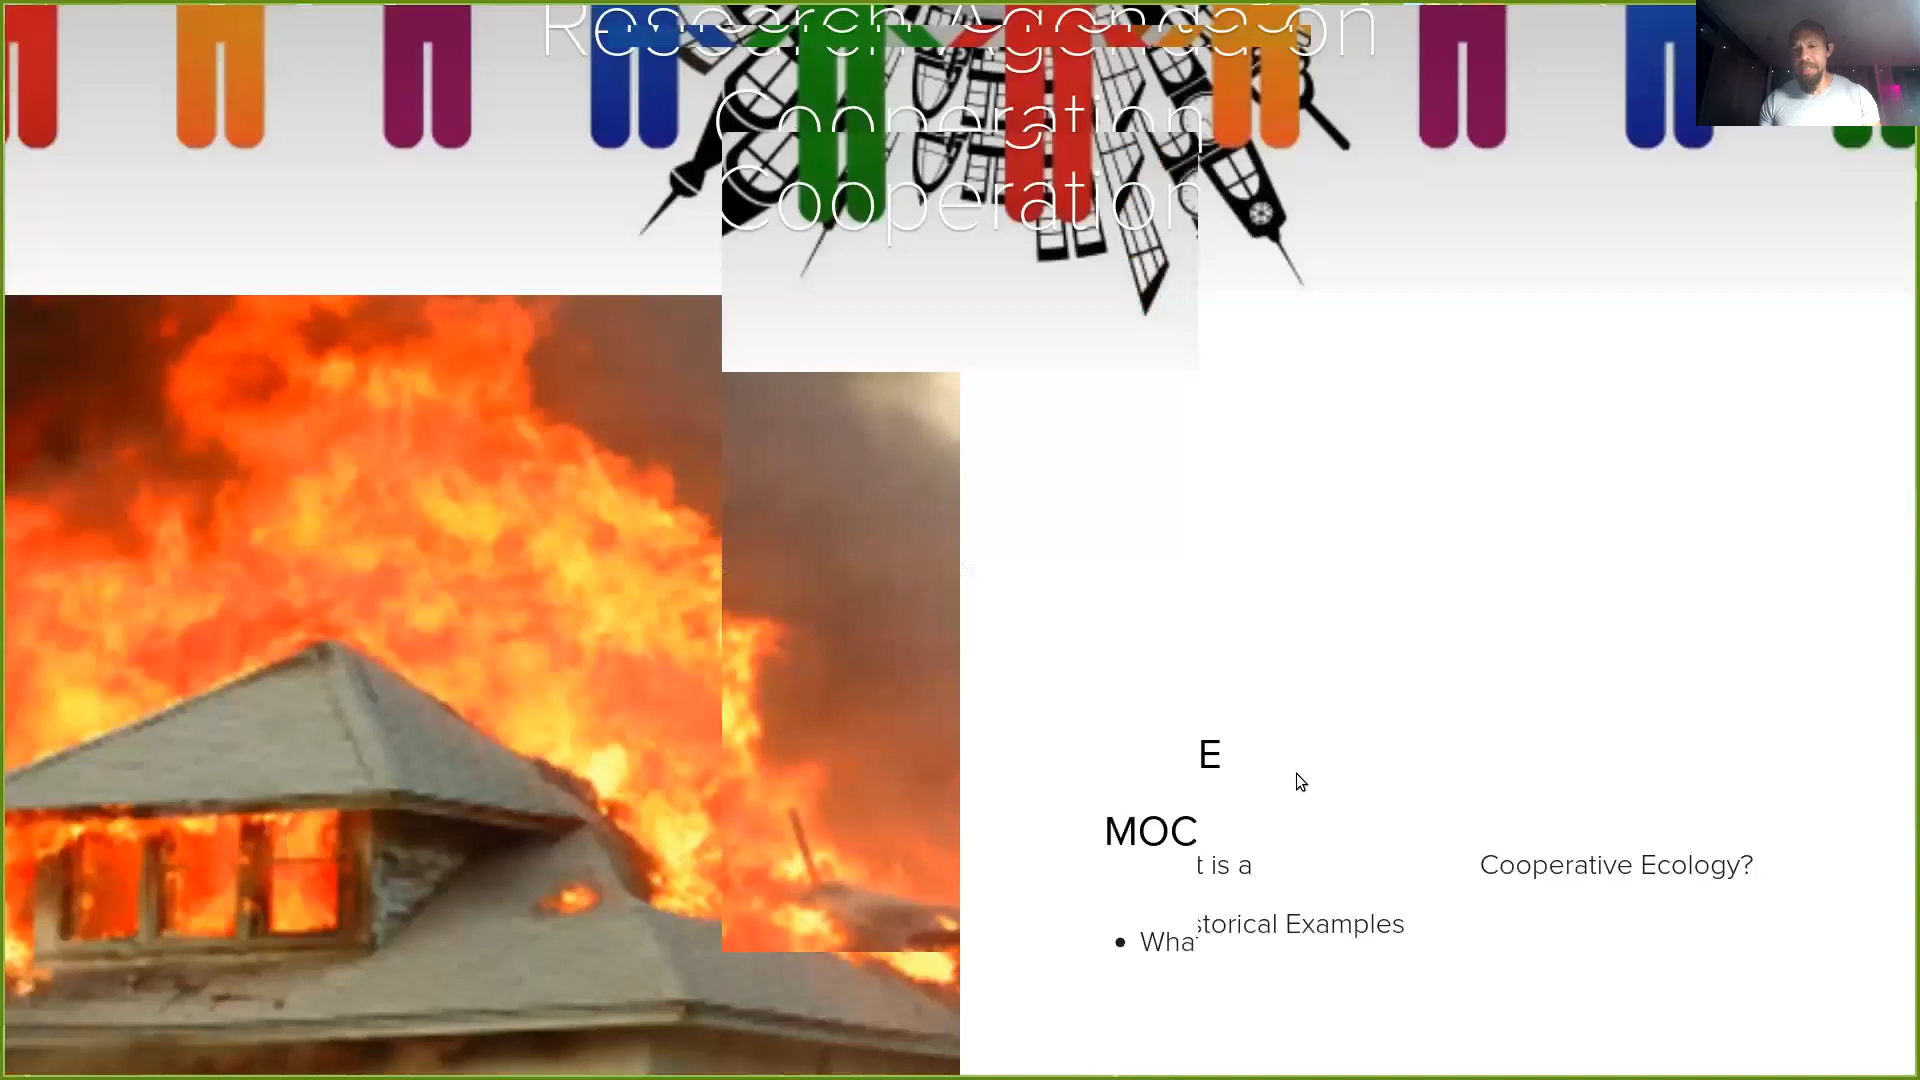 Research Agenda on
Cooperation
Cooperation
E
MOC
t is a Cooperative Ecology?
storical Examples
• Wha